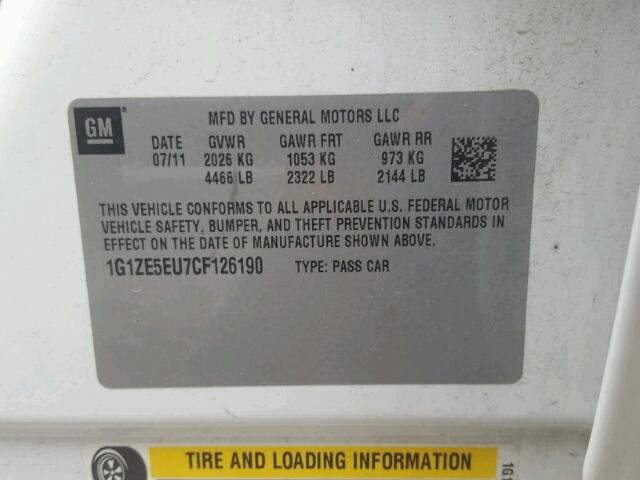 GM
MFD BY GENERAL MOTORS LLC
DATE GVWR GAWR FRT GAWR RR
07/11 2026 KG 1053 KG 973 KG
4466 LB 2322 LB 2144 LB
THIS VEHICLE CONFORMS TO ALL APPLICABLE U.S. FEDERAL MOTOR
VEHICLE SAFETY, BUMPER, AND THEFT PREVENTION STANDARDS IN
EFFECT ON THE DATE OF MANUFACTURE SHOWN ABOVE.
1G1ZE5EU7CF126190 TYPE: PASS CAR
TIRE AND LOADING INFORMATION